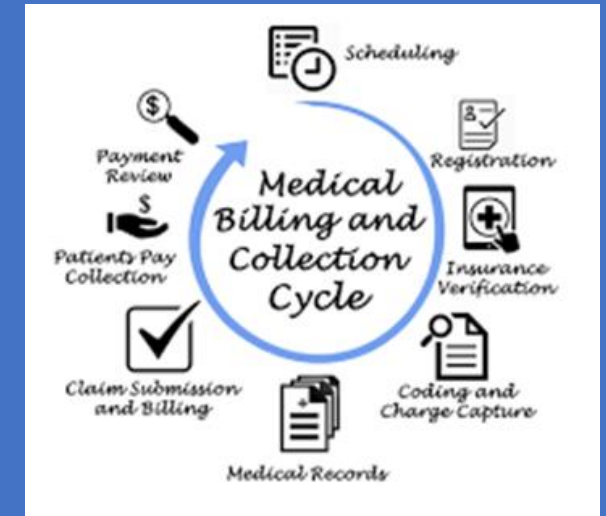 Scheduling
Registration
Insurance
Verification
Coding and
Charge Capture
Medical Records
Claim Submission
and Billing
Patients Pay
Collection
$
Payment
Review
$
Medical
Billing and
Collection
Cycle